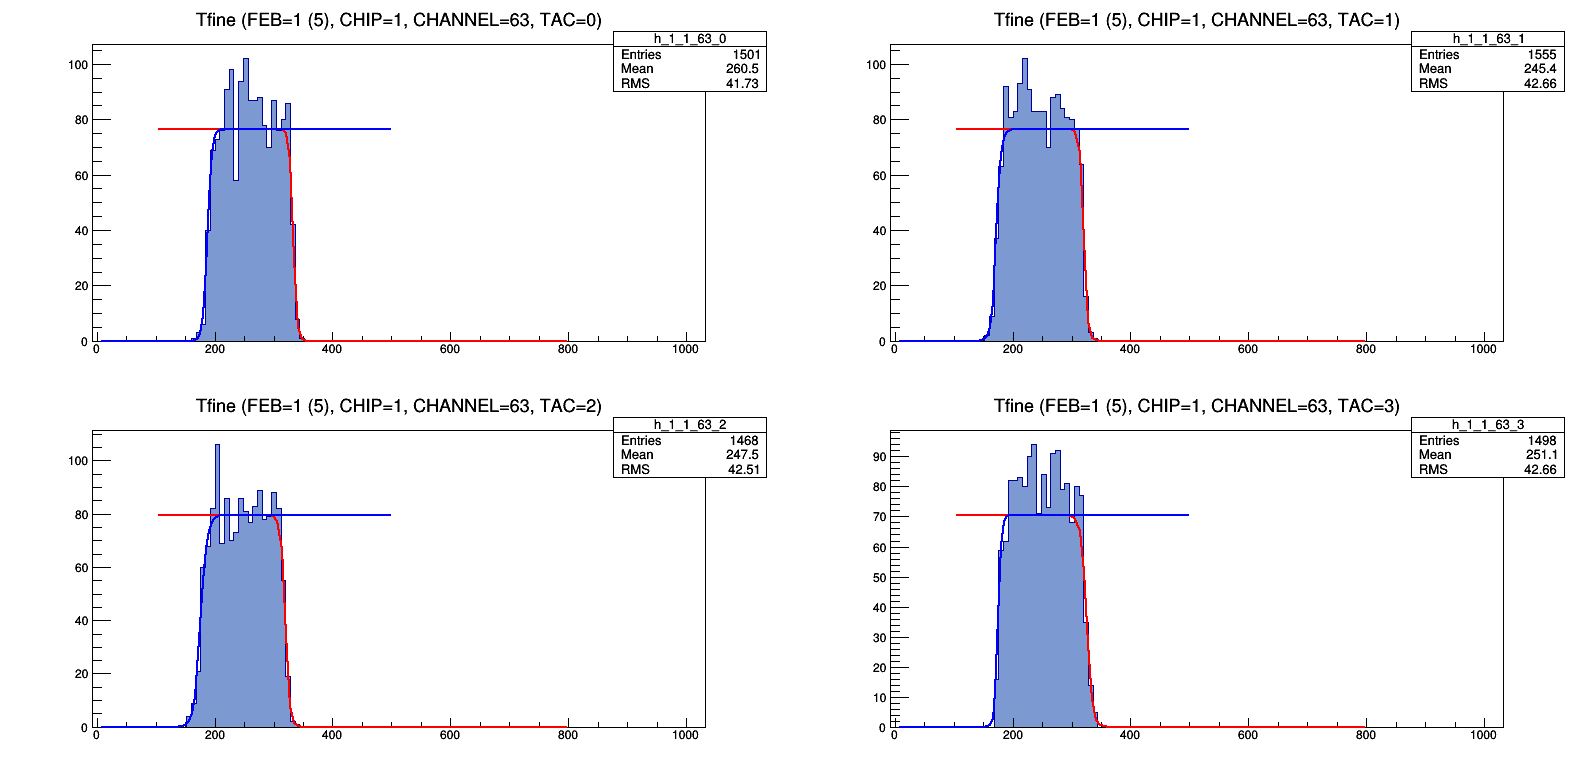 Tfine (FEB=1 (5), CHIP=1, CHANNEL=63, TAC=0)
h_1_1_63_0
Entries 1501
Mean 260.5
RMS 41.73
100
80
60
40
20
0
0 200 400 600 800 1000
Tfine (FEB=1 (5), CHIP=1, CHANNEL=63, TAC=1)
h_1_1_63_1
Entries 1555
Mean 245.4
RMS 42.66
100
80
60
40
20
0
0 200 400 600 800 1000
Tfine (FEB=1 (5), CHIP=1, CHANNEL=63, TAC=2)
h_1_1_63_2
Entries 1468
Mean 247.5
RMS 42.51
100
80
60
40
20
0
0 200 400 600 800 1000
Tfine (FEB=1 (5), CHIP=1, CHANNEL=63, TAC=3)
h_1_1_63_3
Entries 1498
Mean 251.1
RMS 42.66
90
80
70
60
50
40
30
20
10
0
0 200 400 600 800 1000